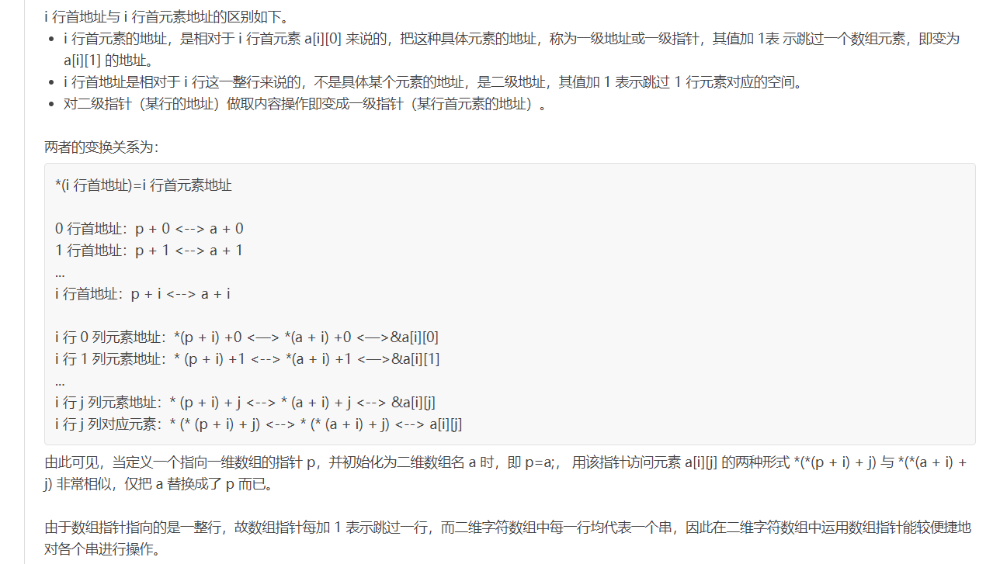 i 行首地址与 i 行首元素地址的区别如下。
• i 行首元素的地址，是相对于 i 行首元素 a[i][0] 来说的，把这种具体元素的地址，称为一级地址或一级指针，其值加 1表 示跳过一个数组元素，即变为
a[i][1] 的地址。
• i 行首地址是相对于 i 行这一整行来说的，不是具体某个元素的地址，是二级地址，其值加 1 表示跳过 1 行元素对应的空间。
• 对二级指针（某行的地址）做取内容操作即变成一级指针（某行首元素的地址）。
两者的变换关系为：
*(i 行首地址)=i 行首元素地址
0 行首地址：p + 0 <--> a + 0
1 行首地址：p + 1 <--> a + 1
...
i 行首地址：p + i <--> a + i
i 行 0 列元素地址：*(p + i) +0 <—> *(a + i) +0 <—>&a[i][0]
i 行 1 列元素地址：* (p + i) +1 <--> *(a + i) +1 <—>&a[i][1]
...
i 行 j 列元素地址：* (p + i) + j <--> * (a + i) + j <--> &a[i][j]
i 行 j 列对应元素：* (* (p + i) + j) <--> * (* (a + i) + j) <--> a[i][j]
由此可见，当定义一个指向一维数组的指针 p，并初始化为二维数组名 a 时，即 p=a;， 用该指针访问元素 a[i][j] 的两种形式 *(*(p + i) + j) 与 *(*(a + i) +
j) 非常相似，仅把 a 替换成了 p 而已。
由于数组指针指向的是一整行，故数组指针每加 1 表示跳过一行，而二维字符数组中每一行均代表一个串，因此在二维字符数组中运用数组指针能较便捷地
对各个串进行操作。